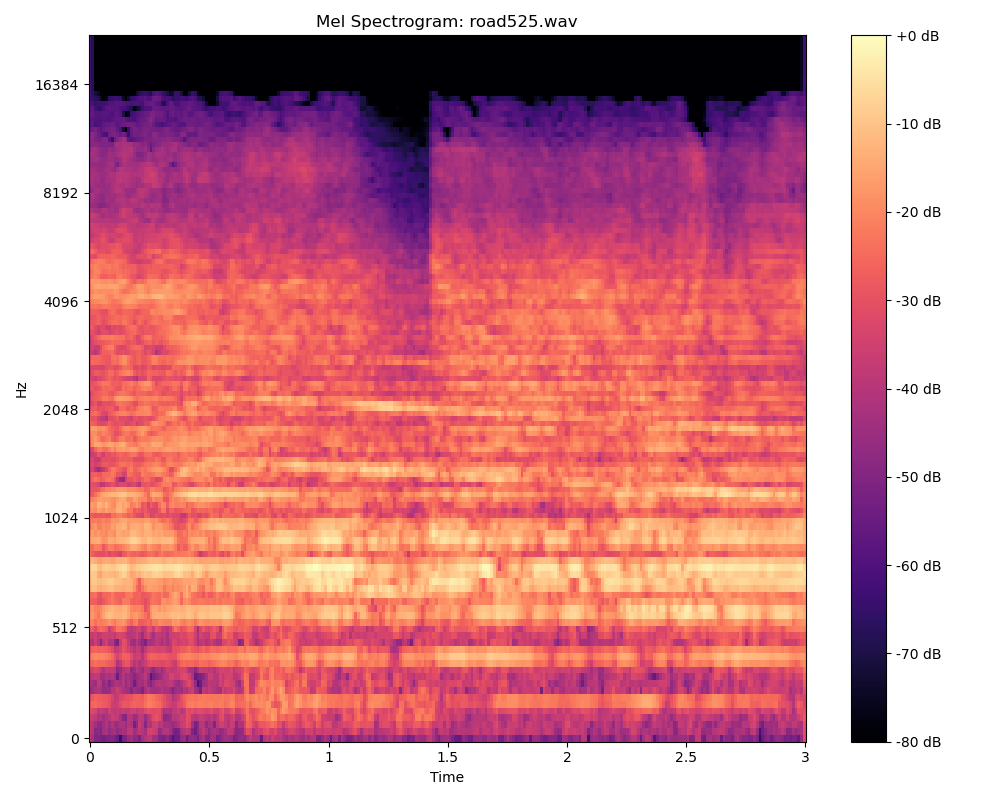 Mel Spectrogram: road525.wav
Hz
16384
8192
4096
2048
1024
512
0
0
0.5
1
1.5
2
2.5
3
Time
+0 dB
-10 dB
-20 dB
-30 dB
-40 dB
-50 dB
-60 dB
-70 dB
-80 dB